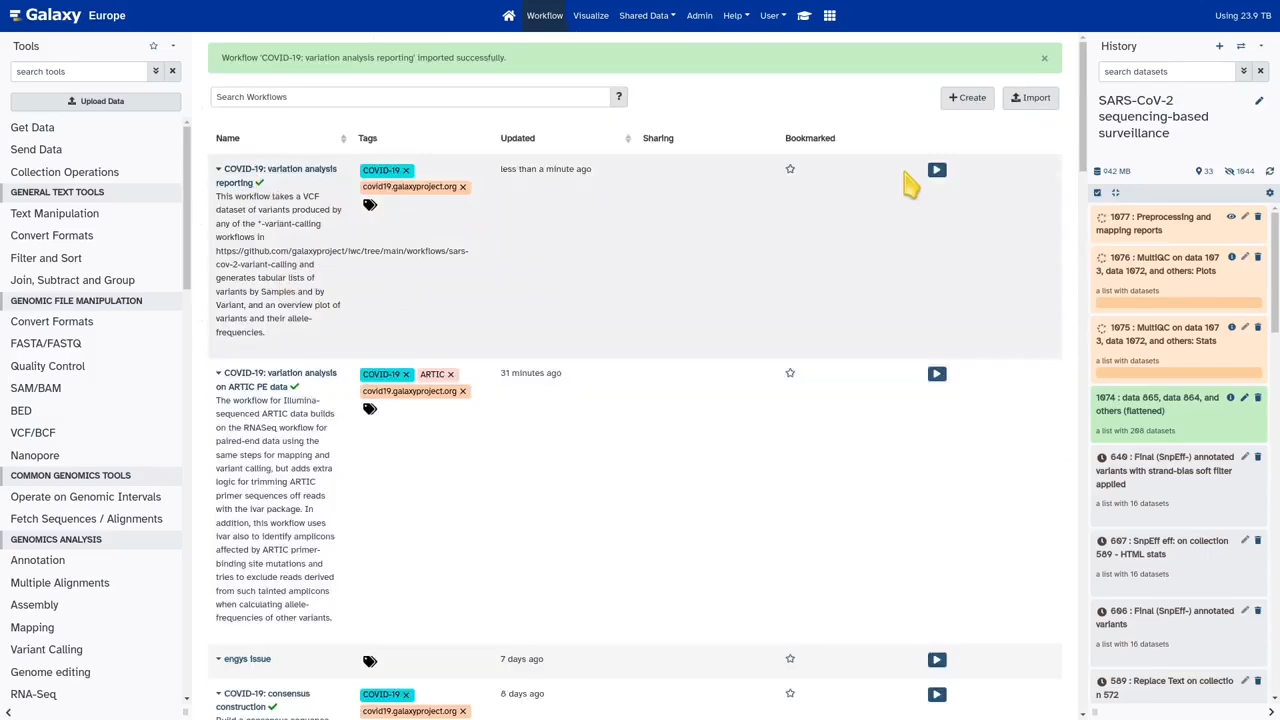 Galaxy Europe
Workflow Visualize Shared Data Admin Help User
Using 23.9 TB
Tools
search tools
Upload Data
Get Data
Send Data
Collection Operations
GENERAL TEXT TOOLS
Text Manipulation
Convert Formats
Filter and Sort
Join, Subtract and Group
GENOMIC FILE MANIPULATION
Convert Formats
FASTA/FASTQ
Quality Control
SAM/BAM
BED
VCF/BCF
Nanopore
COMMON GENOMICS TOOLS
Operate on Genomic Intervals
Fetch Sequences / Alignments
GENOMICS ANALYSIS
Annotation
Multiple Alignments
Assembly
Mapping
Variant Calling
Genome editing
RNA-Seq
Workflow 'COVID-19: variation analysis reporting' imported successfully. ×
Search Workflows ?
+ Create
Import
Name Tags Updated Sharing Bookmarked
COVID-19: variation analysis
reporting
This workflow takes a VCF
dataset of variants produced by
any of the *-variant-calling
workflows in
https://github.com/galaxyproject/iwc/tree/main/workflows/sars-
cov-2-variant-calling and
generates tabular lists of
variants by Samples and by
Variant, and an overview plot of
variants and their allele-
frequencies.
COVID-19 ×
covid19.galaxyproject.org ×
less than a minute ago
COVID-19: variation analysis
on ARTIC PE data
The workflow for Illumina-
sequenced ARTIC data builds
on the RNASeq workflow for
paired-end data using the
same steps for mapping and
variant calling, but adds extra
logic for trimming ARTIC
primer sequences off reads
with the ivar package. In
addition, this workflow uses
ivar also to identify amplicons
affected by ARTIC primer-
binding site mutations and
tries to exclude reads derived
from such tainted amplicons
when calculating allele-
frequencies of other variants.
COVID-19 × ARTIC ×
covid19.galaxyproject.org ×
31 minutes ago
engys issue
7 days ago
COVID-19: consensus
construction
COVID-19 ×
covid19.galaxyproject.org ×
8 days ago
History
search datasets
SARS-CoV-2
sequencing-based
surveillance
942 MB
33 1044
1077 : Preprocessing and
mapping reports
1076 : MultiQC on data 107
3, data 1072, and others: Plots
a list with datasets
1075 : MultiQC on data 107
3, data 1072, and others: Stats
a list with datasets
1074 : data 865, data 864, and
others (flattened)
a list with 208 datasets
640 : Final (SnpEff-) annotated
variants with strand-bias soft filter
applied
a list with 16 datasets
607 : SnpEff eff: on collection
589 - HTML stats
a list with 16 datasets
606 : Final (SnpEff-) annotated
variants
a list with 16 datasets
589 : Replace Text on collectio
n 572